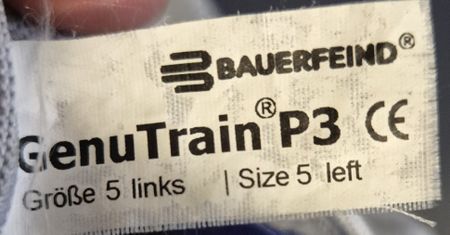 BAUERFEIND®
GenuTrain® P3 CE
Größe 5 links | Size 5 left